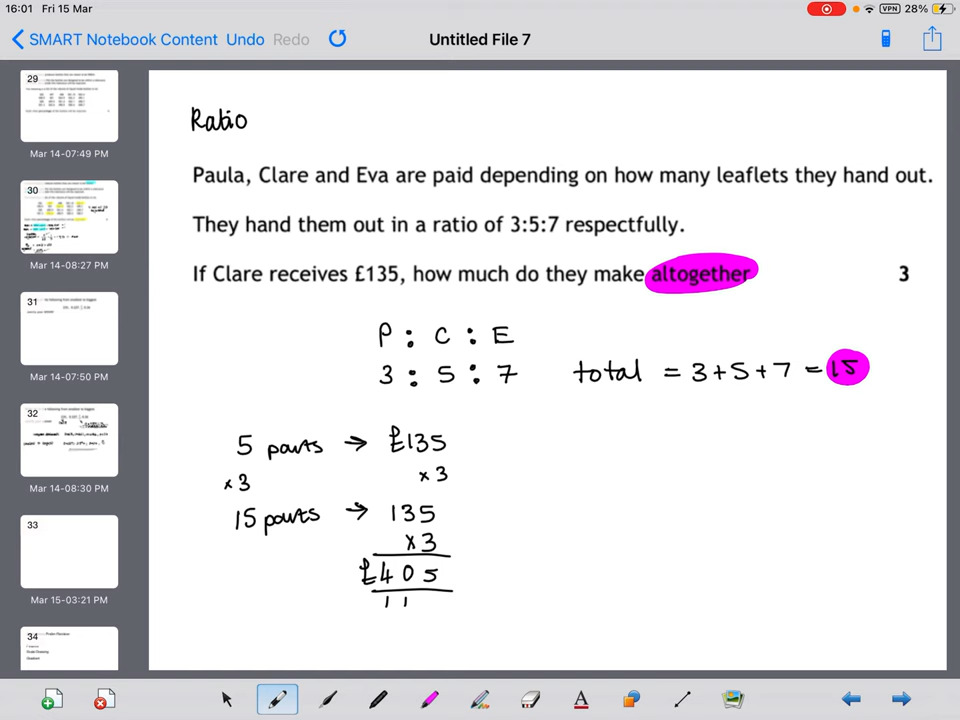 16:01 Fri 15 Mar VPN 28%
SMART Notebook Content Undo Redo Untitled File 7
29
Mar 14-07:49 PM
30
Mar 14-08:27 PM
31
Mar 14-07:50 PM
32
Mar 14-08:30 PM
33
Mar 15-03:21 PM
34
Ratio
Paula, Clare and Eva are paid depending on how many leaflets they hand out.
They hand them out in a ratio of 3:5:7 respectfully.
If Clare receives £135, how much do they make altogether 3
P : C : E
3 : 5 : 7 total = 3+5+7 = 15
5 parts → £135
×3 ×3
15 parts → 135
×3
£405
11
A